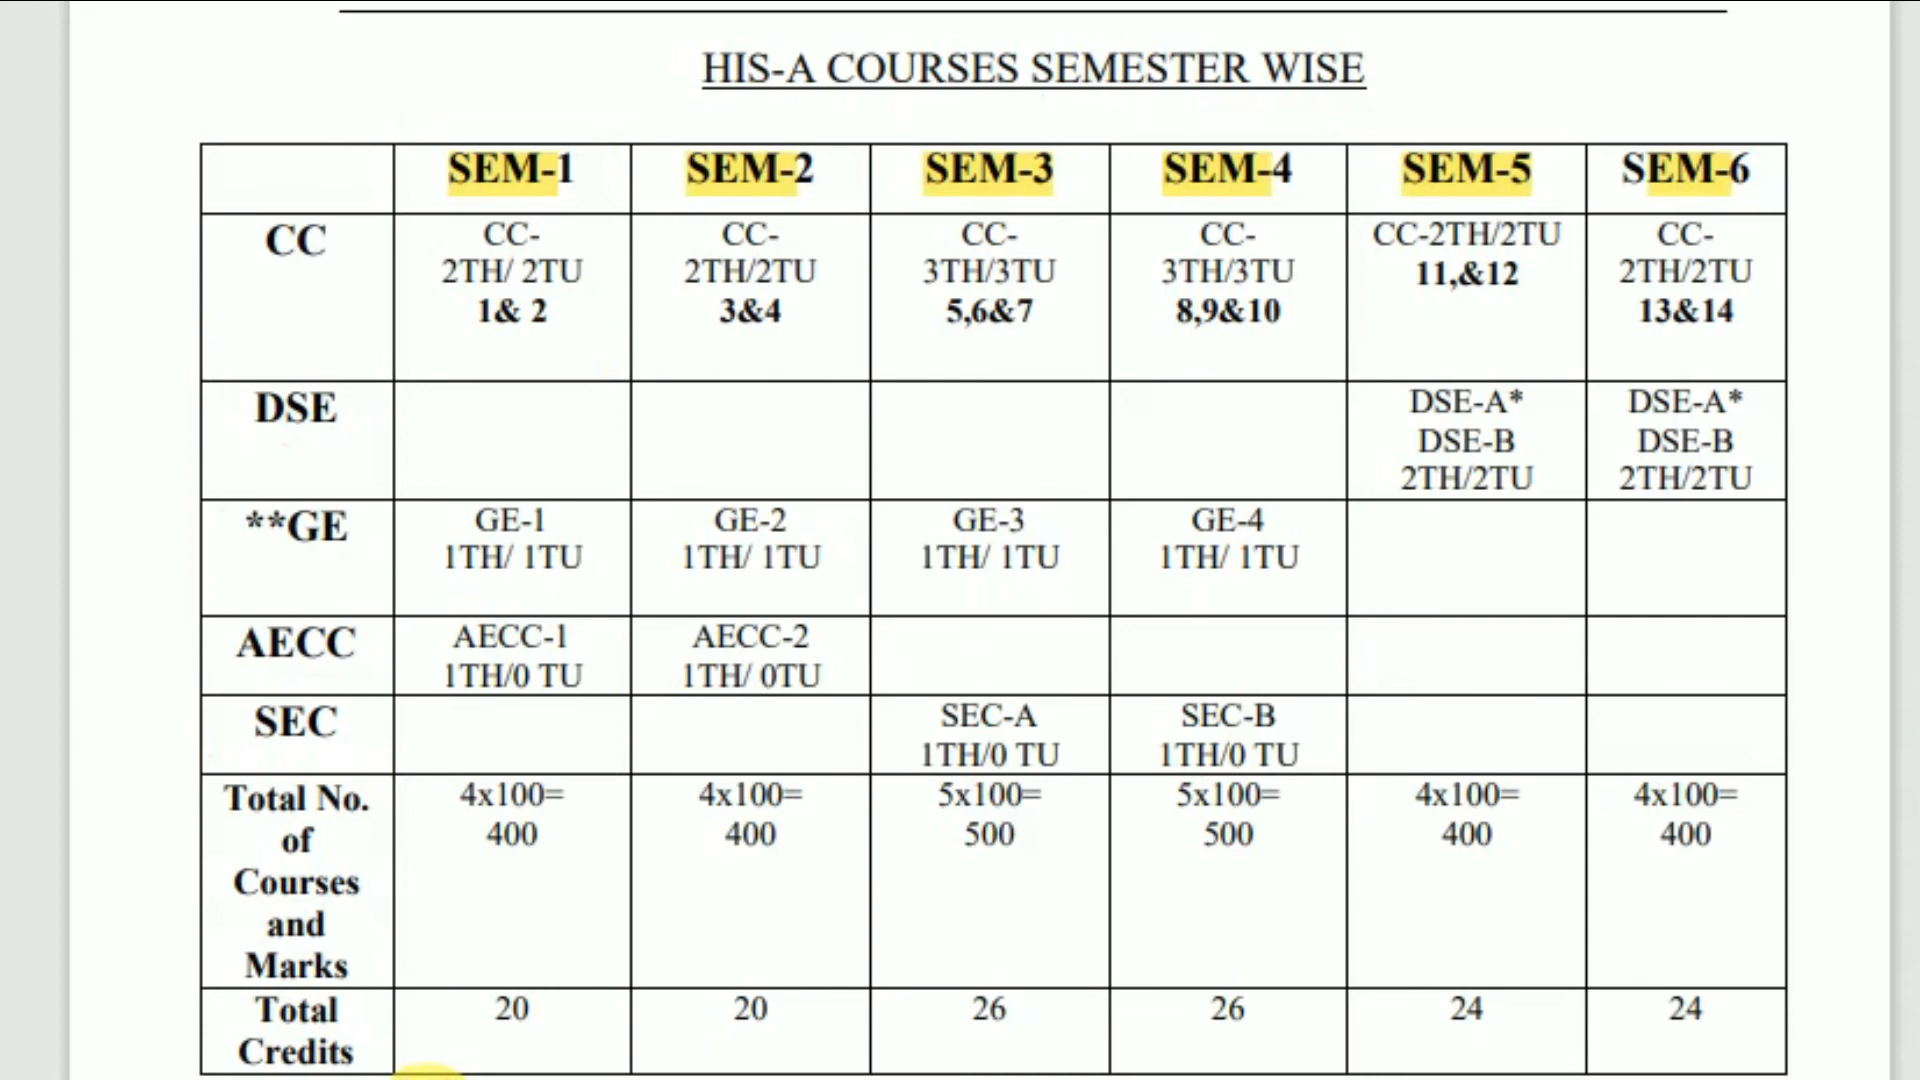 HIS-A COURSES SEMESTER WISE
SEM-1 SEM-2 SEM-3 SEM-4 SEM-5 SEM-6
CC
CC-
2TH/ 2TU
1& 2
CC-
2TH/2TU
3&4
CC-
3TH/3TU
5,6&7
CC-
3TH/3TU
8,9&10
CC-2TH/2TU
11,&12
CC-
2TH/2TU
13&14
DSE
DSE-A*
DSE-B
2TH/2TU
DSE-A*
DSE-B
2TH/2TU
**GE
GE-1
1TH/ 1TU
GE-2
1TH/ 1TU
GE-3
1TH/ 1TU
GE-4
1TH/ 1TU
AECC
AECC-1
1TH/0 TU
AECC-2
1TH/ 0TU
SEC
SEC-A
1TH/0 TU
SEC-B
1TH/0 TU
Total No.
of
Courses
and
Marks
4x100=
400
4x100=
400
5x100=
500
5x100=
500
4x100=
400
4x100=
400
Total
Credits
20 20 26 26 24 24